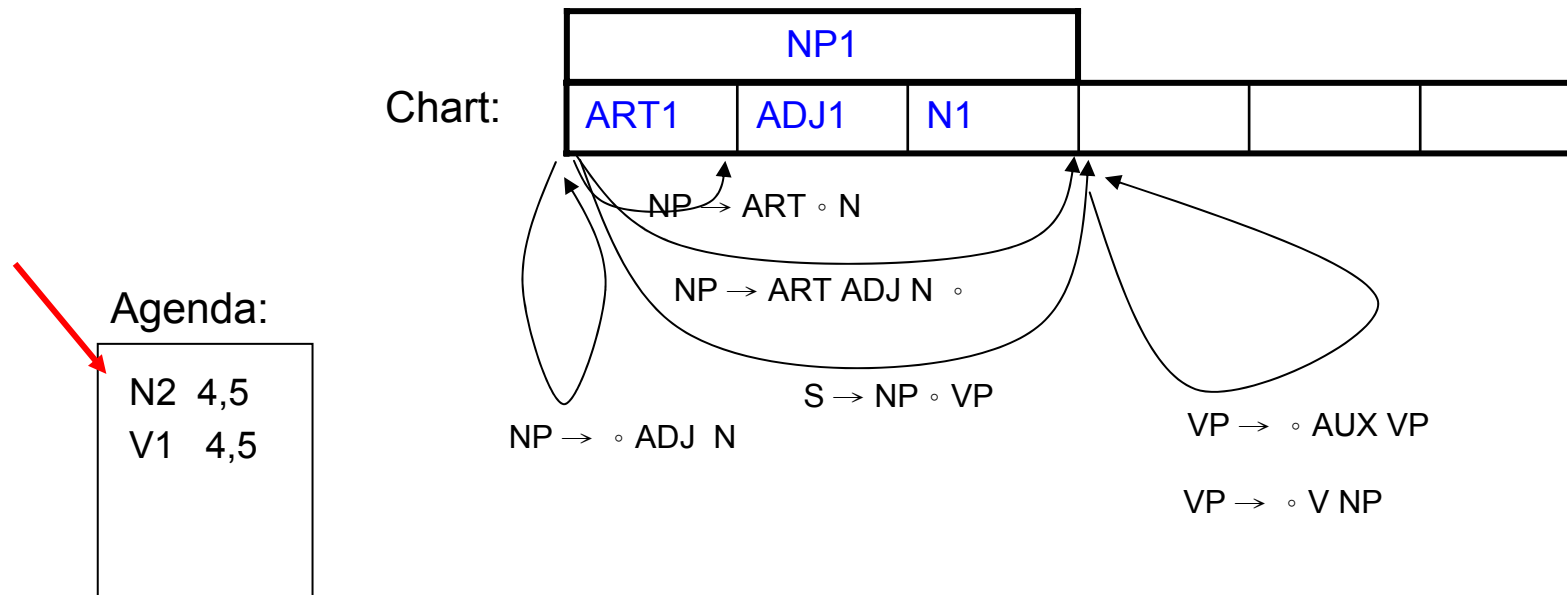 NP1
Chart: ART1 ADJ1 N1
NP → ART ∘ N
NP → ART ADJ N ∘
Agenda:
N2 4,5
S → NP ∘ VP
VP → ∘ AUX VP
V1 4,5
NP → ∘ ADJ N
VP → ∘ V NP